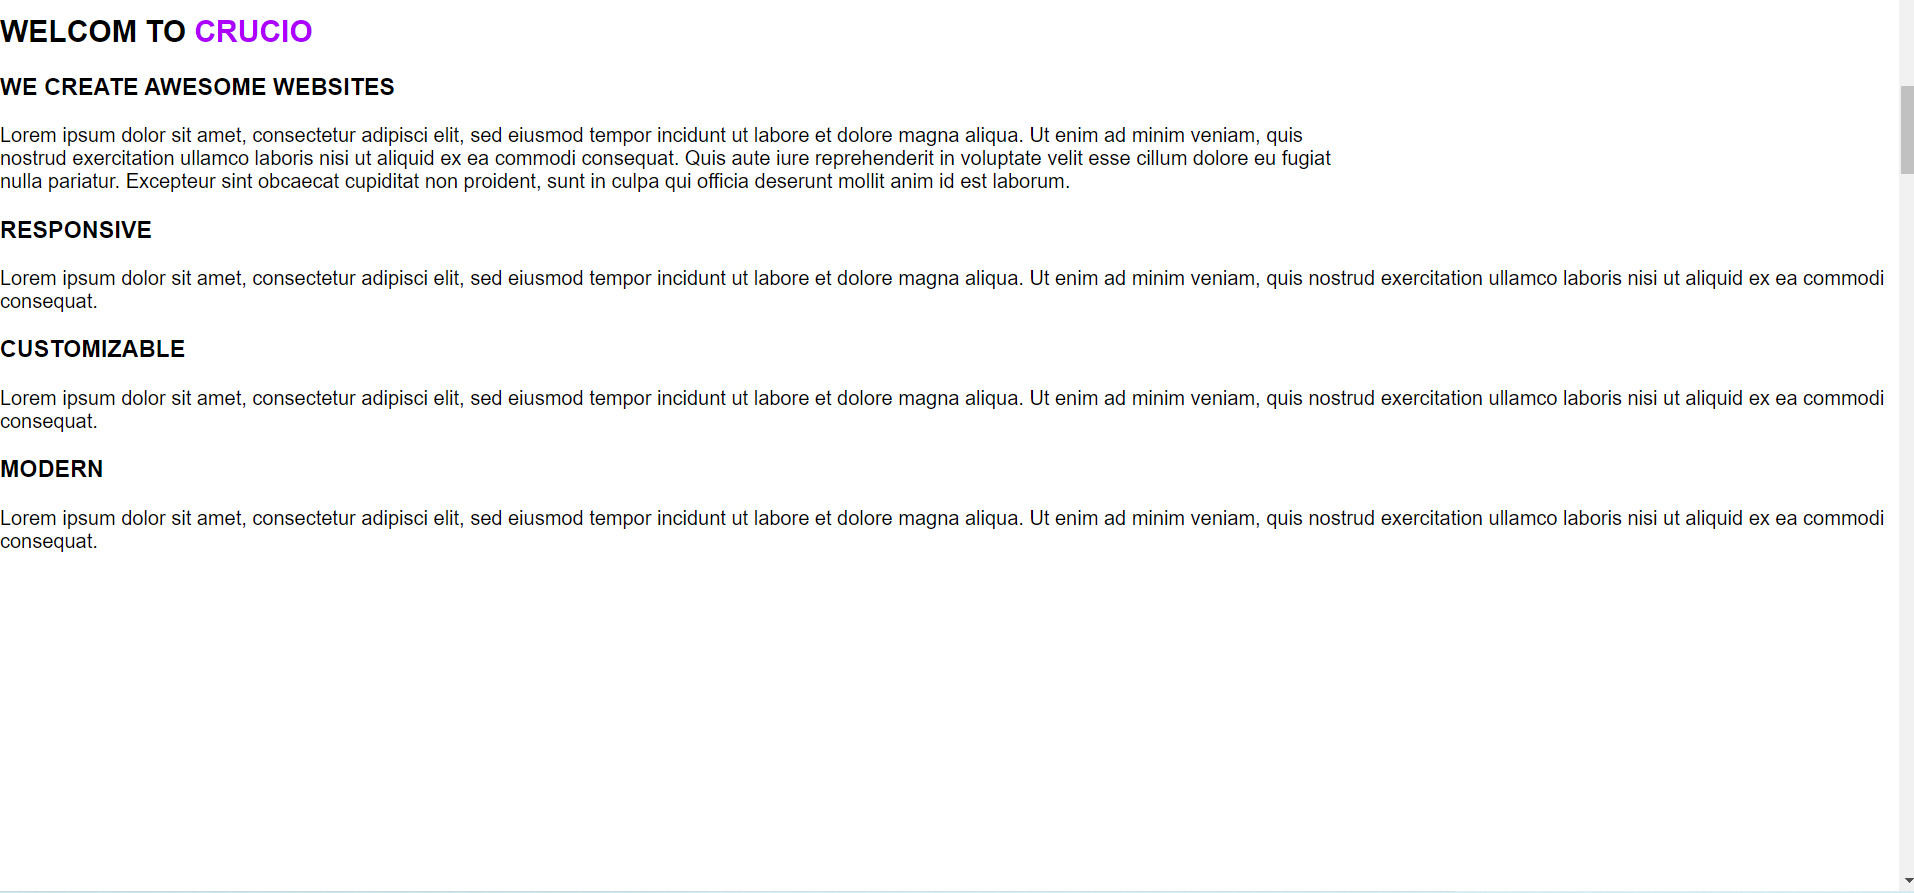 WELCOM TO CRUCIO
WE CREATE AWESOME WEBSITES
Lorem ipsum dolor sit amet, consectetur adipisci elit, sed eiusmod tempor incidunt ut labore et dolore magna aliqua. Ut enim ad minim veniam, quis
nostrud exercitation ullamco laboris nisi ut aliquid ex ea commodi consequat. Quis aute iure reprehenderit in voluptate velit esse cillum dolore eu fugiat
nulla pariatur. Excepteur sint obcaecat cupiditat non proident, sunt in culpa qui officia deserunt mollit anim id est laborum.
RESPONSIVE
Lorem ipsum dolor sit amet, consectetur adipisci elit, sed eiusmod tempor incidunt ut labore et dolore magna aliqua. Ut enim ad minim veniam, quis nostrud exercitation ullamco laboris nisi ut aliquid ex ea commodi
consequat.
CUSTOMIZABLE
Lorem ipsum dolor sit amet, consectetur adipisci elit, sed eiusmod tempor incidunt ut labore et dolore magna aliqua. Ut enim ad minim veniam, quis nostrud exercitation ullamco laboris nisi ut aliquid ex ea commodi
consequat.
MODERN
Lorem ipsum dolor sit amet, consectetur adipisci elit, sed eiusmod tempor incidunt ut labore et dolore magna aliqua. Ut enim ad minim veniam, quis nostrud exercitation ullamco laboris nisi ut aliquid ex ea commodi
consequat.